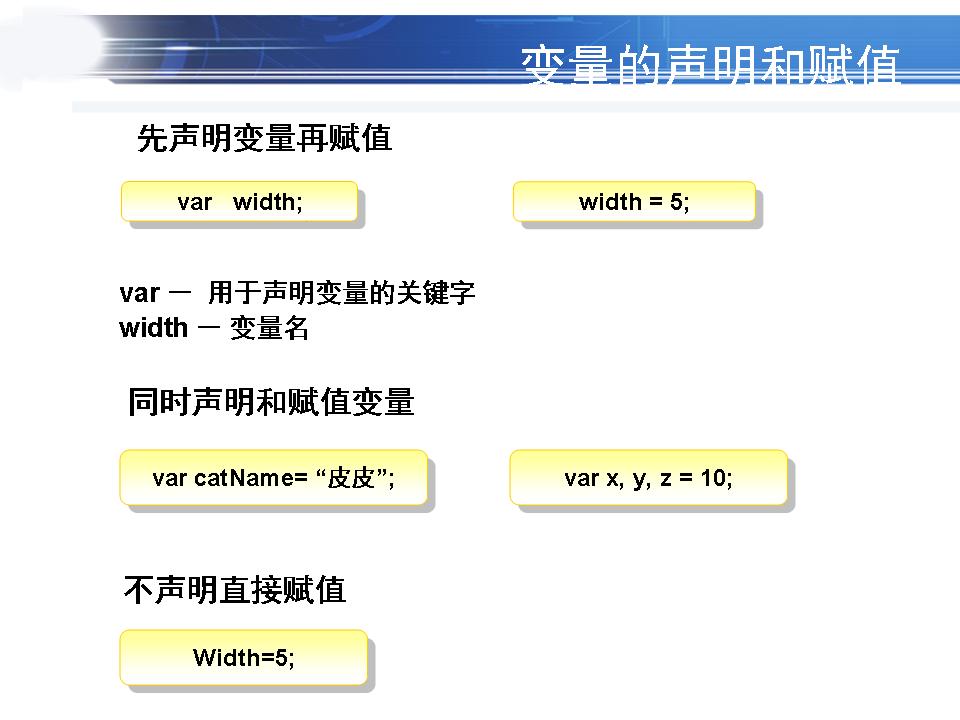 变量的声明和赋值
先声明变量再赋值
var width;
width = 5;
var — 用于声明变量的关键字
width — 变量名
同时声明和赋值变量
var catName= “皮皮”;
var x, y, z = 10;
不声明直接赋值
Width=5;